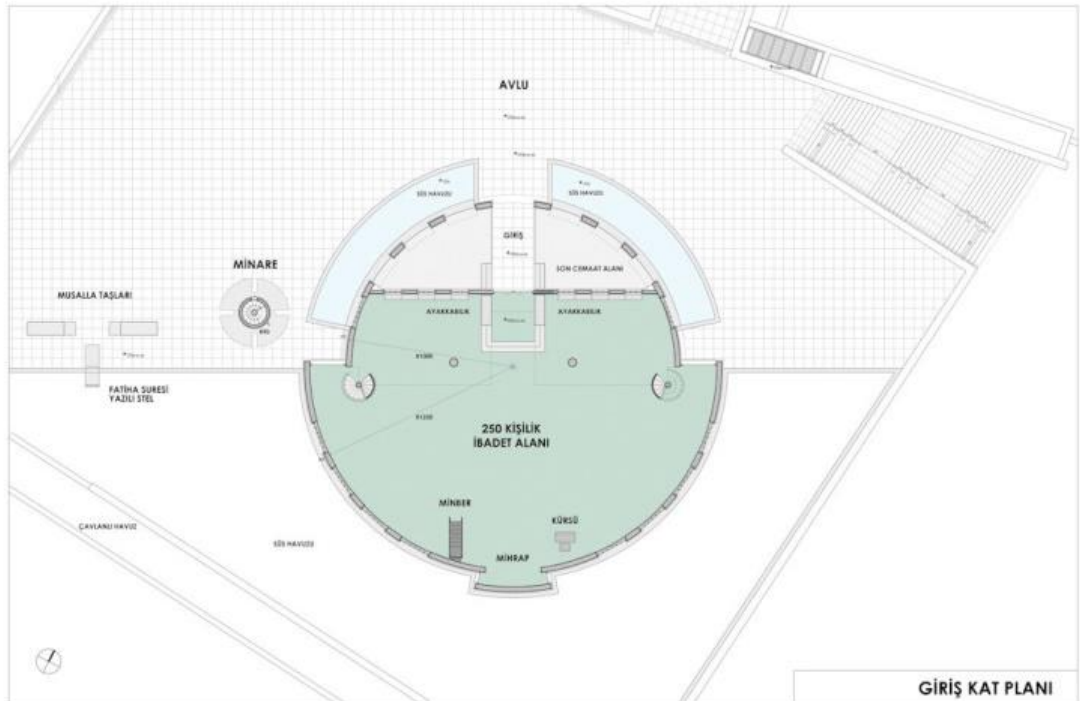 AVLU
SÜS HAVUZU
SÜS HAVUZU
GİRİŞ
MİNARE
SON CEMAAT ALANI
MUSALLA TAŞLARI
AYAKKABILIK
AYAKKABILIK
FATİHA SURESİ
YAZILI STEL
250 KİŞİLİK
İBADET ALANI
MİNBER
KÜRSÜ
ÇAVLANLI HAVUZ
SÜS HAVUZU
MİHRAP
GİRİŞ KAT PLANI